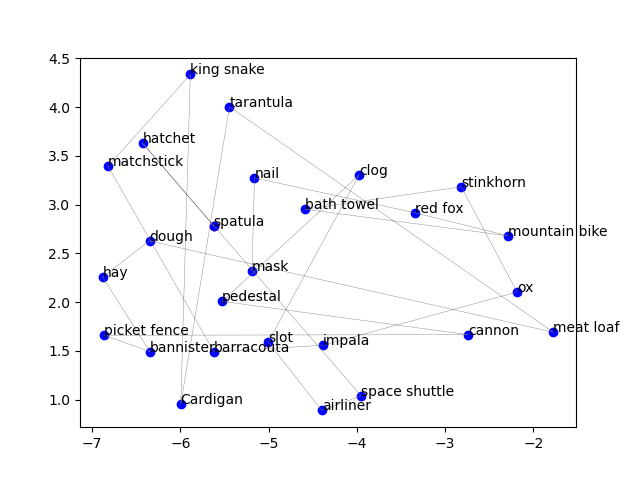 4.5
king snake
tarantula
4.0
hatchet
3.5
matchstick
clog
nail
stinkhorn
3.0
bath towel
red fox
spatula
mountain bike
dough
2.5
mask
hay
ox
pedestal
2.0
picket fence
cannon
meat loaf
slot
impala
1.5
bannister
barracouta
space shuttle
Cardigan
airliner
1.0
−7
−6
−5
−4
−3
−2